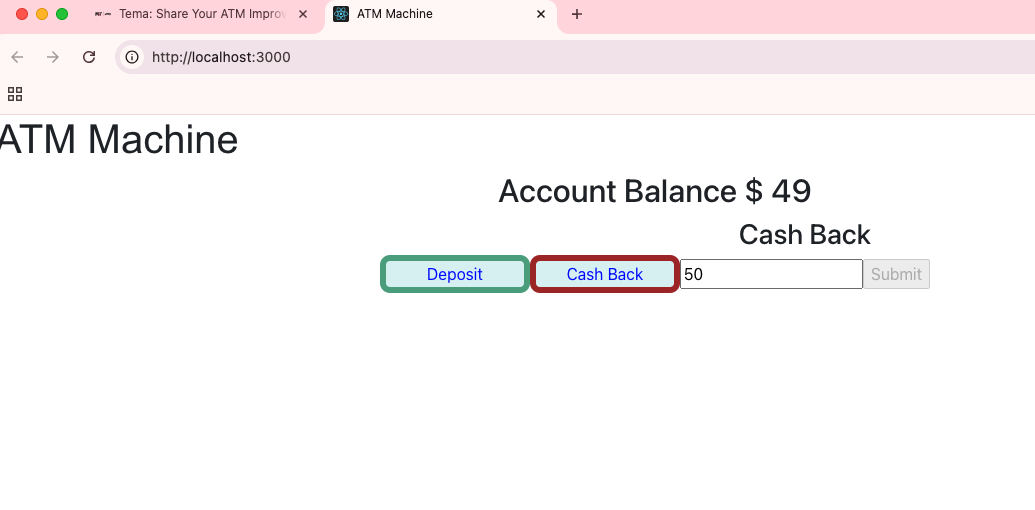 Tema: Share Your ATM Improv
ATM Machine
http://localhost:3000
ATM Machine
Account Balance $ 49
Cash Back
Deposit
Cash Back
50
Submit